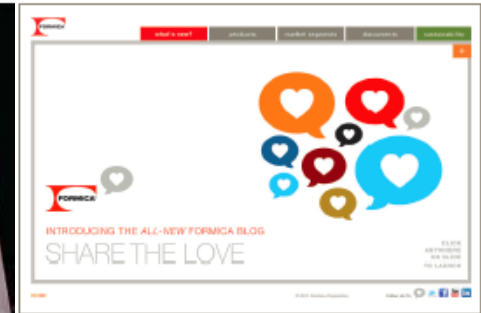 FORMICA
what's new? products market segments documents sustainability
FORMICA
INTRODUCING THE ALL-NEW FORMICA BLOG
SHARE THE LOVE
CLICK
ANYWHERE
ON SLIDE
TO LAUNCH
HOME